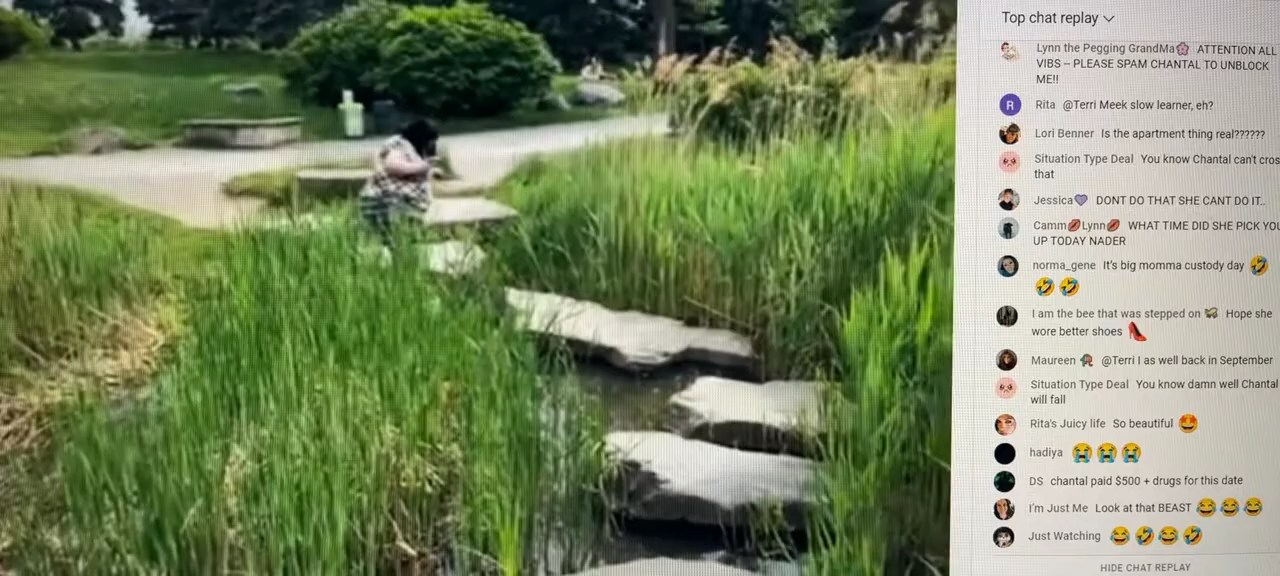 Top chat replay
Lynn the Pegging GrandMa🌸 ATTENTION ALL
VIBS – PLEASE SPAM CHANTAL TO UNBLOCK
ME!!
Rita @Terri Meek slow learner, eh?
Lori Benner Is the apartment thing real??????
Situation Type Deal You know Chantal can't cros
that
Jessica💜 DONT DO THAT SHE CANT DO IT..
Camm💋Lynn💋 WHAT TIME DID SHE PICK YOU
UP TODAY NADER
norma_gene It's big momma custody day 🤣
🤣🤣
I am the bee that was stepped on 🐝 Hope she
wore better shoes 👠
Maureen @Terri I as well back in September
Situation Type Deal You know damn well Chantal
will fall
Rita's Juicy life So beautiful 🤩
hadiya 😭😭😭
DS chantal paid $500 + drugs for this date
I'm Just Me Look at that BEAST 😂😂😂
Just Watching 😂🤣😂🤣
HIDE CHAT REPLAY